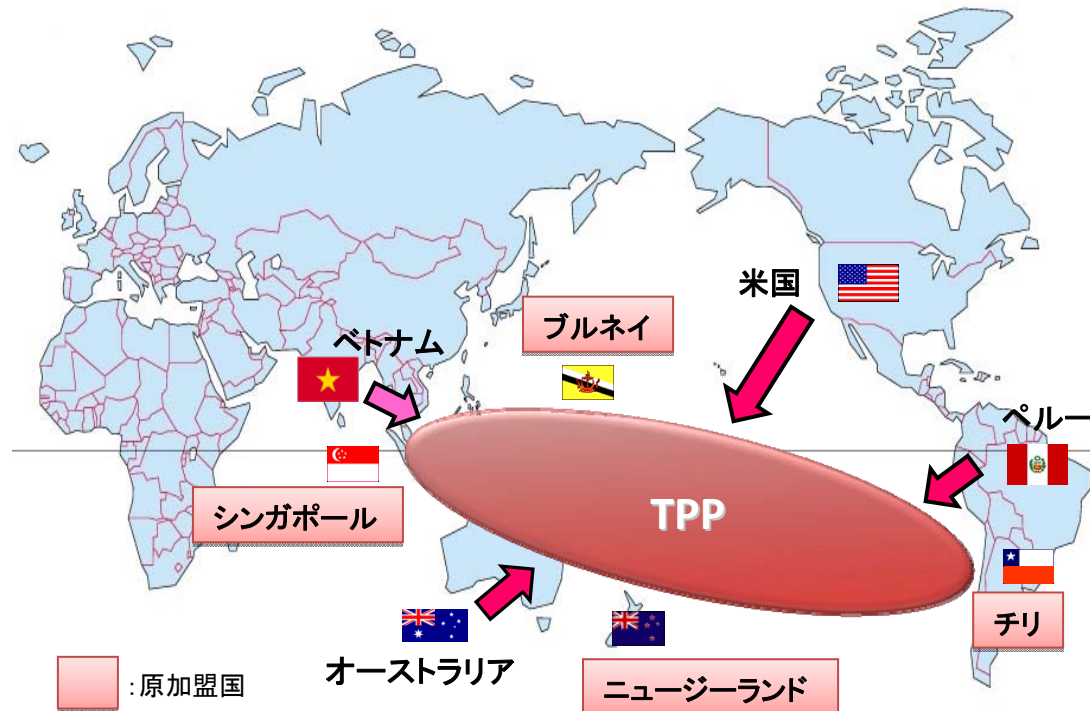 米国
ブルネイ
ベトナム
ペルー
シンガポール
TPP
チリ
オーストラリア
ニュージーランド
:原加盟国